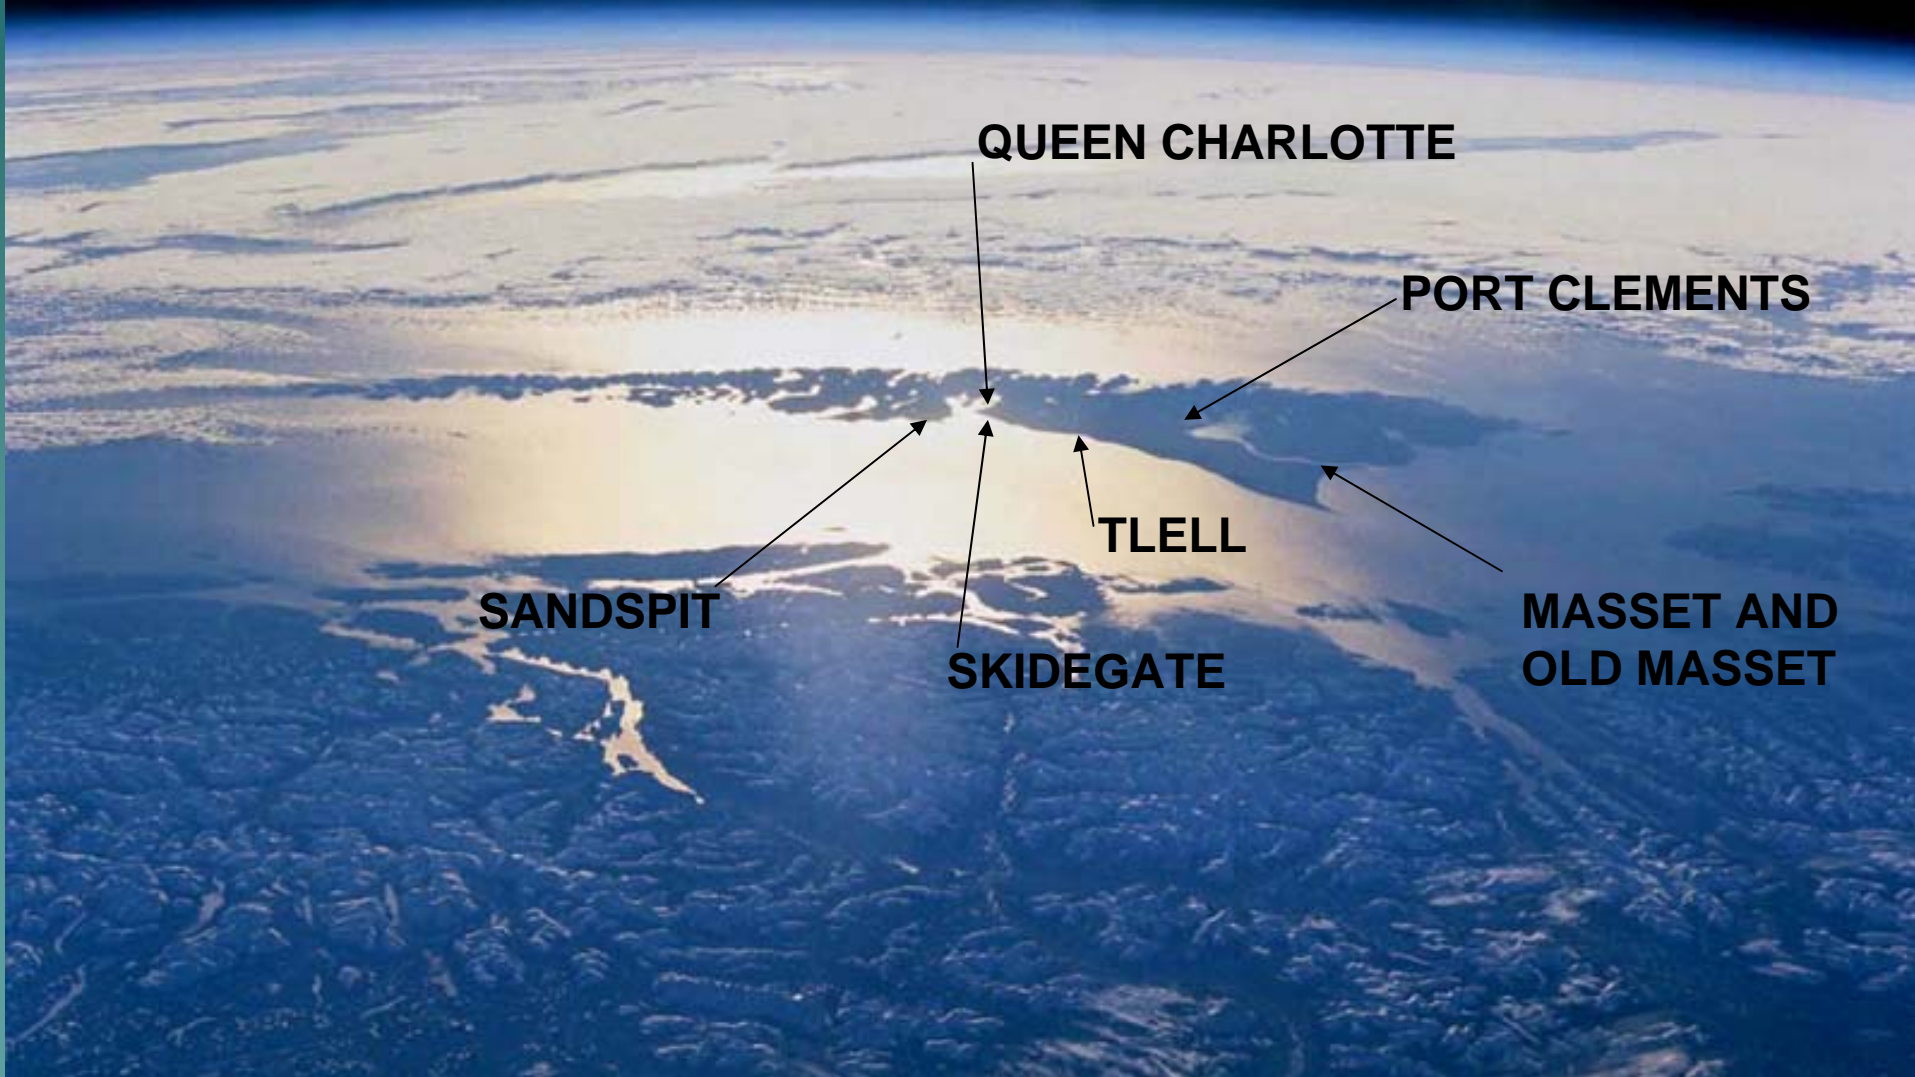 QUEEN CHARLOTTE
PORT CLEMENTS
TLELL
SANDSPIT
MASSET AND
OLD MASSET
SKIDEGATE